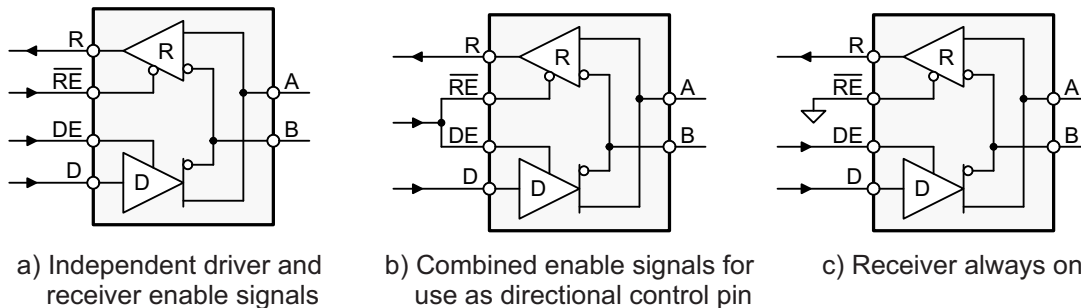 R
R
RE
A
DE
B
D
D
a) Independent driver and
receiver enable signals
R
R
RE
A
DE
B
D
D
b) Combined enable signals for
use as directional control pin
R
R
RE
A
DE
B
D
D
c) Receiver always on